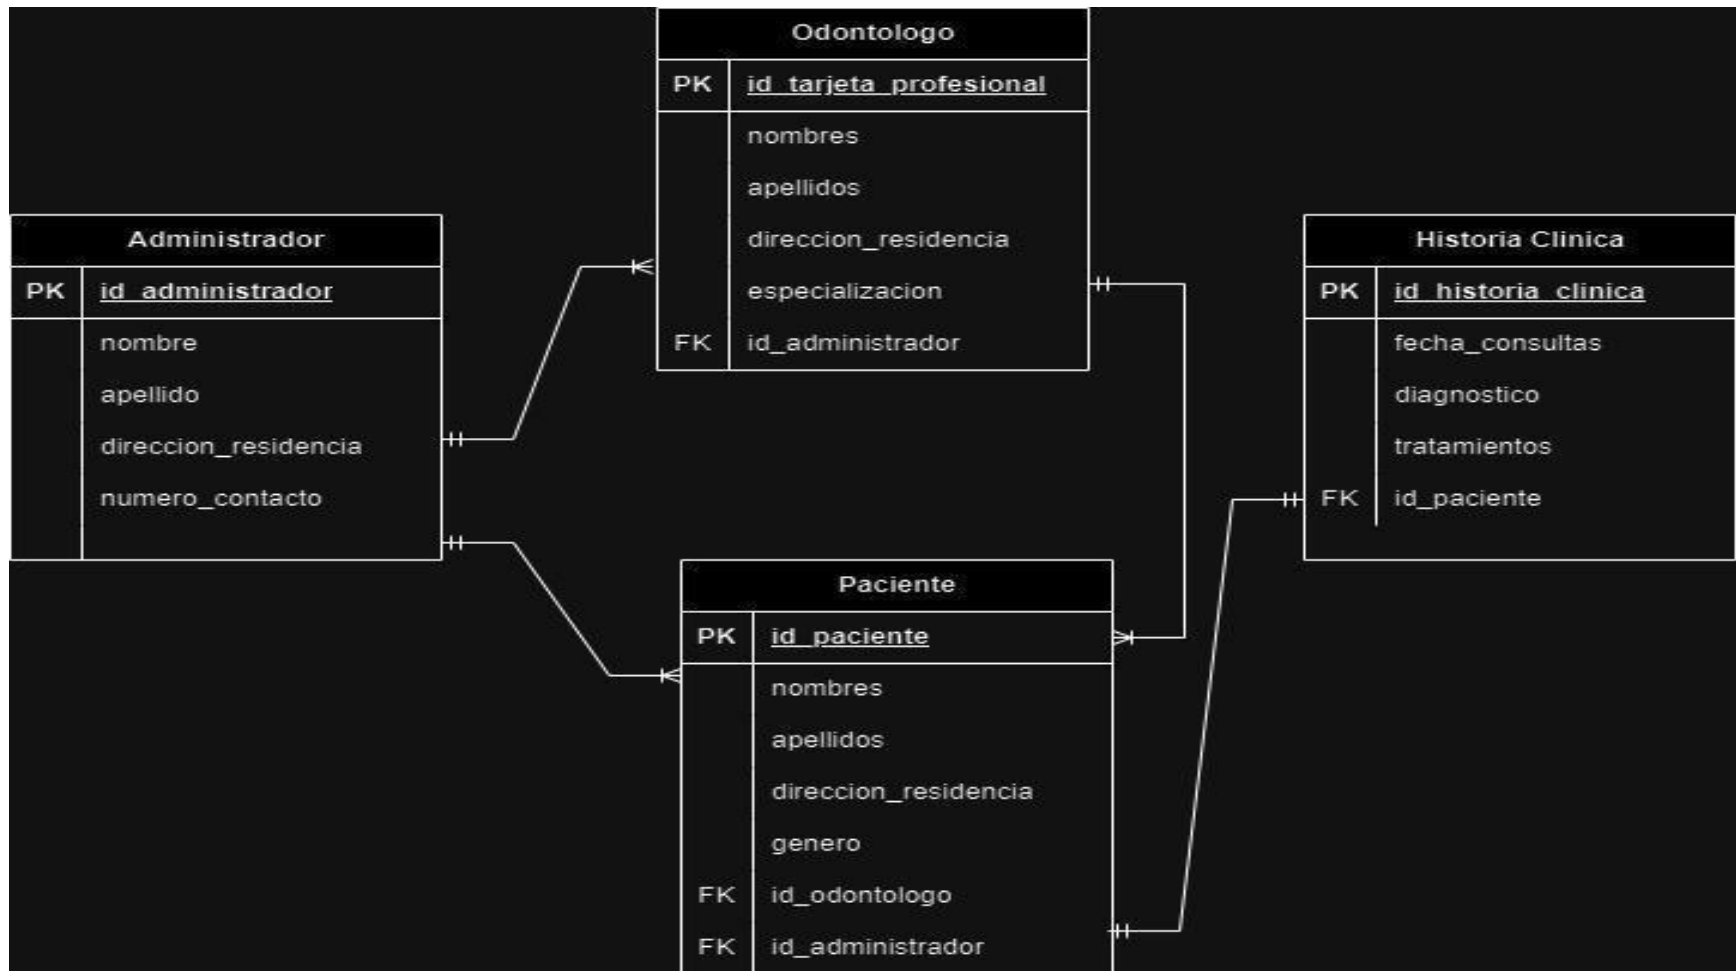 Odontologo
PK id_tarjeta_profesional
nombres
apellidos
direccion_residencia
especializacion
FK id_administrador
Administrador
PK id_administrador
nombre
apellido
direccion_residencia
numero_contacto
Historia Clinica
PK id_historia_clinica
fecha_consultas
diagnostico
tratamientos
FK id_paciente
Paciente
PK id_paciente
nombres
apellidos
direccion_residencia
genero
FK id_odontologo
FK id_administrador